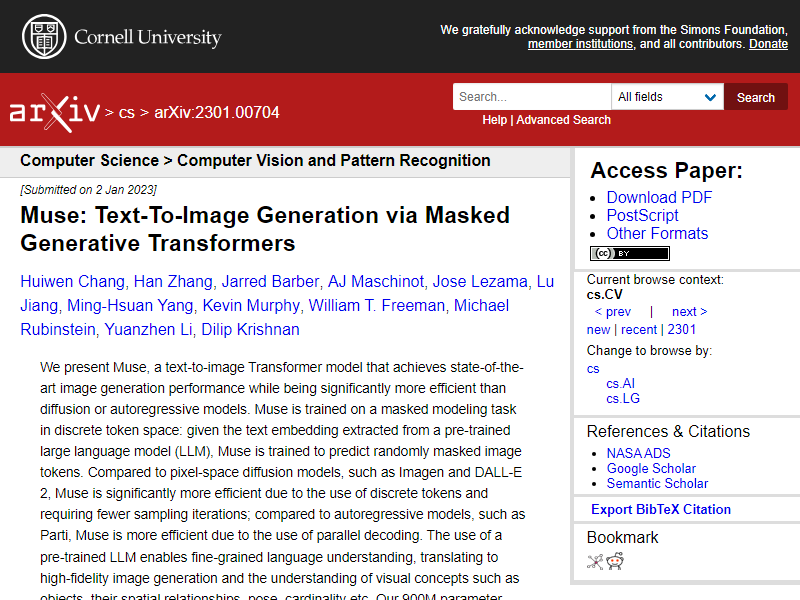 Cornell University
We gratefully acknowledge support from the Simons Foundation,
member institutions, and all contributors. Donate
arXiv > cs > arXiv:2301.00704
Search...
All fields
Search
Help | Advanced Search
Computer Science > Computer Vision and Pattern Recognition
[Submitted on 2 Jan 2023]
Muse: Text-To-Image Generation via Masked
Generative Transformers
Huiwen Chang, Han Zhang, Jarred Barber, AJ Maschinot, Jose Lezama, Lu
Jiang, Ming-Hsuan Yang, Kevin Murphy, William T. Freeman, Michael
Rubinstein, Yuanzhen Li, Dilip Krishnan
We present Muse, a text-to-image Transformer model that achieves state-of-the-
art image generation performance while being significantly more efficient than
diffusion or autoregressive models. Muse is trained on a masked modeling task
in discrete token space: given the text embedding extracted from a pre-trained
large language model (LLM), Muse is trained to predict randomly masked image
tokens. Compared to pixel-space diffusion models, such as Imagen and DALL-E
2, Muse is significantly more efficient due to the use of discrete tokens and
requiring fewer sampling iterations; compared to autoregressive models, such as
Parti, Muse is more efficient due to the use of parallel decoding. The use of a
pre-trained LLM enables fine-grained language understanding, translating to
high-fidelity image generation and the understanding of visual concepts such as
objects, their spatial relationships, pose, cardinality etc. Our 900M parameter
Access Paper:
Download PDF
PostScript
Other Formats
(cc) BY
Current browse context:
cs.CV
< prev | next >
new | recent | 2301
Change to browse by:
cs
cs.AI
cs.LG
References & Citations
NASA ADS
Google Scholar
Semantic Scholar
Export BibTeX Citation
Bookmark